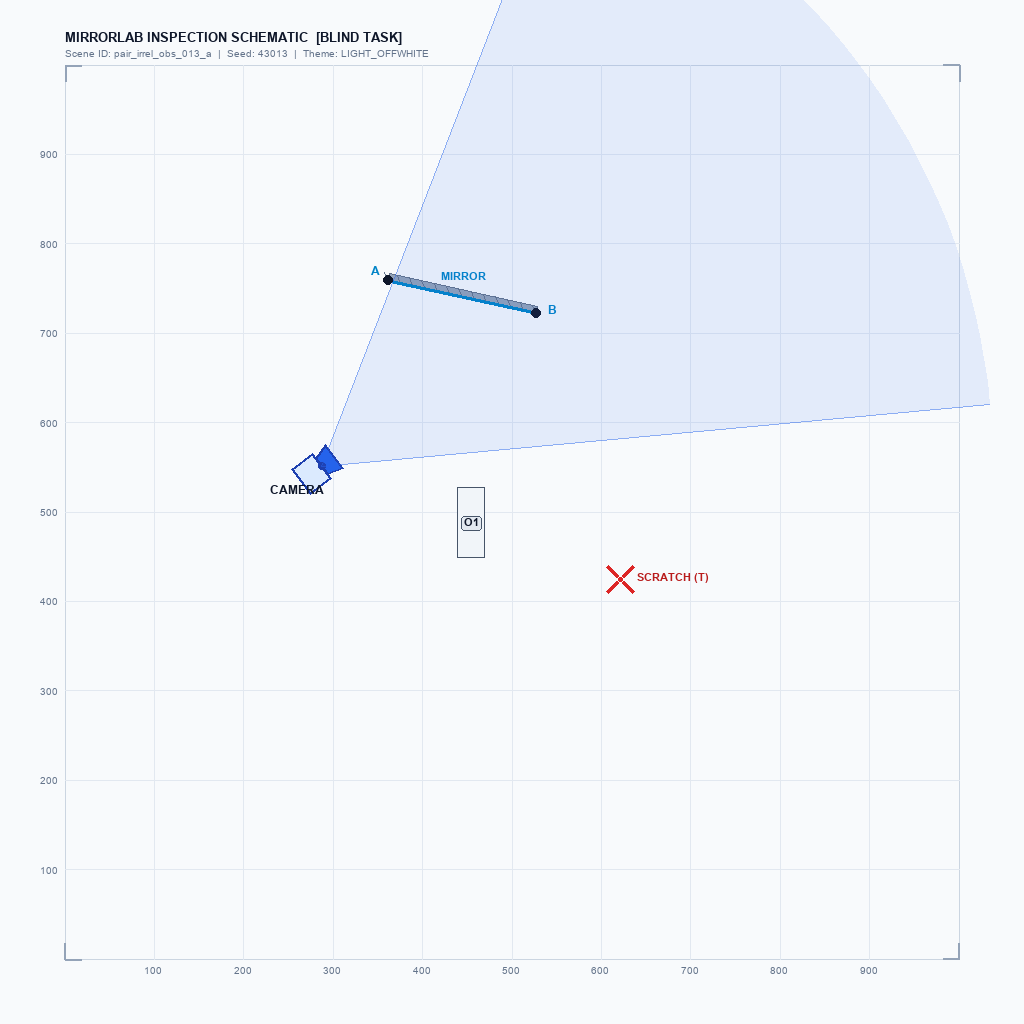 MIRRORLAB INSPECTION SCHEMATIC [BLIND TASK]
Scene ID: pair_irrel_obs_013_a | Seed: 43013 | Theme: LIGHT_OFFWHITE
900
800
A
MIRROR
B
700
600
CAMERA
500
O1
SCRATCH (T)
400
300
200
100
100 200 300 400 500 600 700 800 900